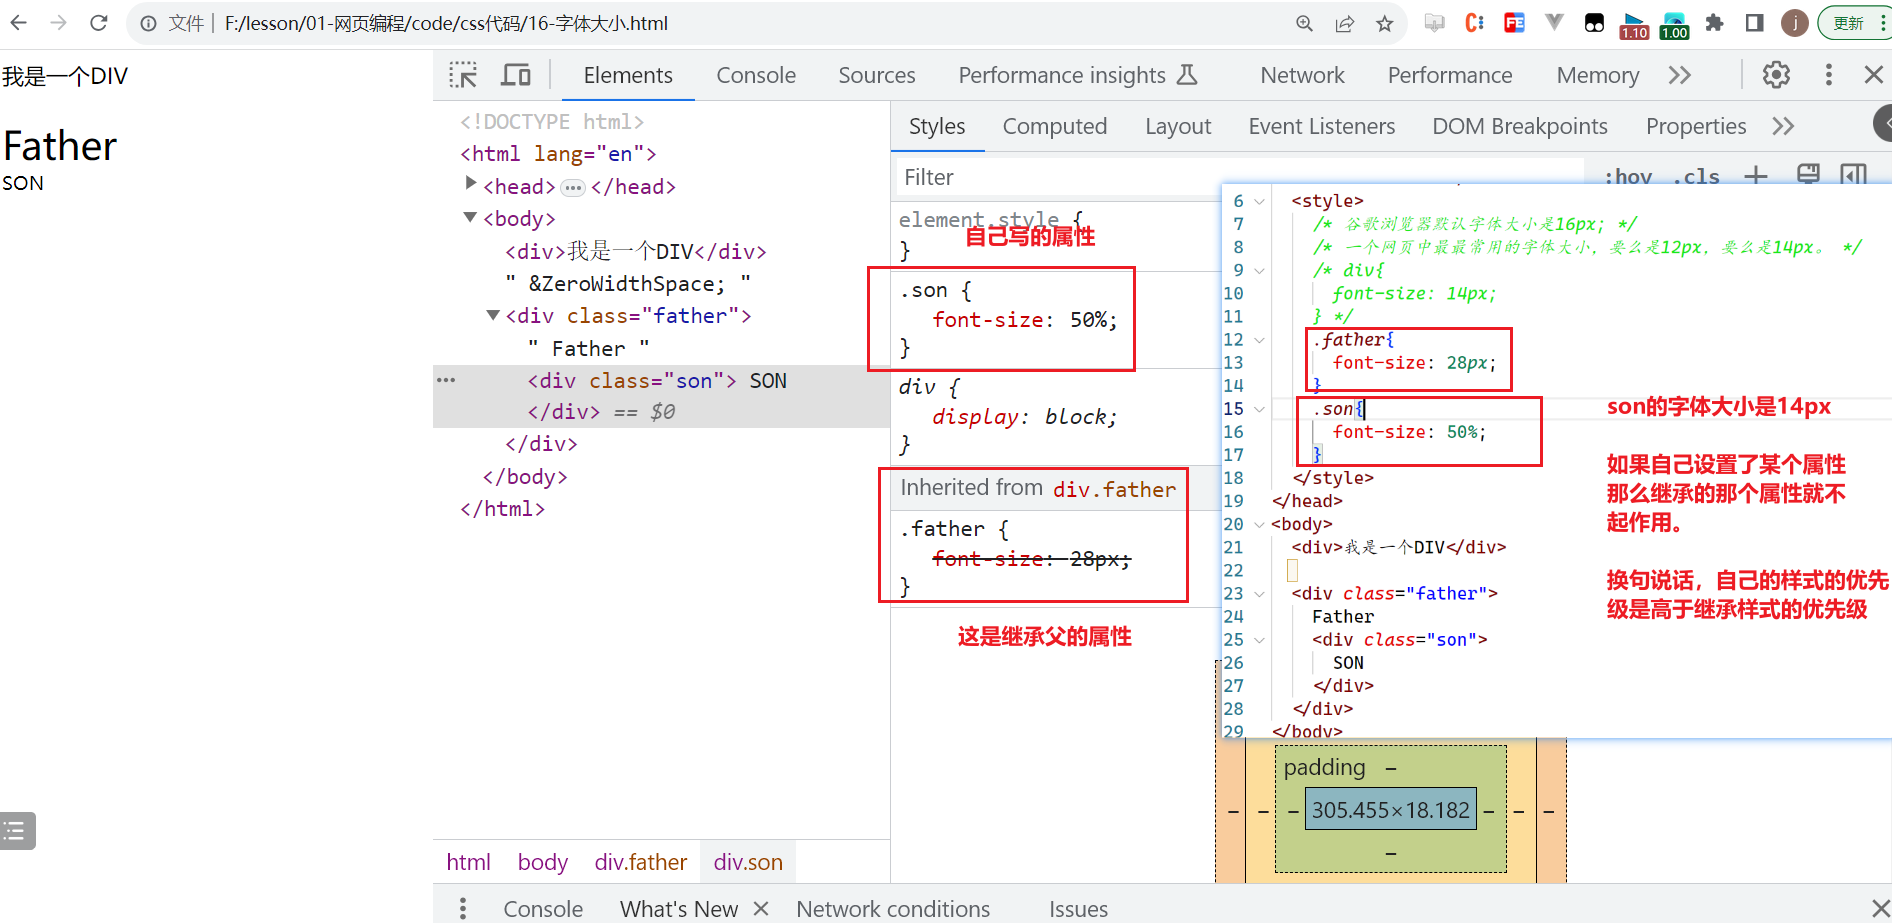 文件 F:/lesson/01-网页编程/code/css代码/16-字体大小.html
1.10
1.00
j
更新
我是一个DIV
Father
SON
Elements Console Sources Performance insights Network Performance Memory
<!DOCTYPE html>
<html lang="en">
<head> ••• </head>
<body>
<div>我是一个DIV</div>
" &ZeroWidthSpace; "
<div class="father">
" Father "
<div class="son"> SON
</div> == $0
</div>
</body>
</html>
html body div.father div.son
Styles Computed Layout Event Listeners DOM Breakpoints Properties
Filter :hov .cls
element.style {
自己写的属性
}
.son {
font-size: 50%;
}
div {
display: block;
}
Inherited from div.father
.father {
font-size: 28px;
}
这是继承父的属性
6 <style>
7 /* 谷歌浏览器默认字体大小是16px; */
8 /* 一个网页中最最常用的字体大小，要么是12px，要么是14px。 */
9 /* div{
10 font-size: 14px;
11 } */
12 .father{
13 font-size: 28px;
14 }
15 .son{
16 font-size: 50%;
17 }
18 </style>
19 </head>
20 <body>
21 <div>我是一个DIV</div>
22
23 <div class="father">
24 Father
25 <div class="son">
26 SON
27 </div>
28 </div>
29 </body>
son的字体大小是14px
如果自己设置了某个属性
那么继承的那个属性就不
起作用。
换句说话，自己的样式的优先
级是高于继承样式的优先级
padding –
– – – 305.455×18.182 – – –
–
Console What's New Network conditions Issues